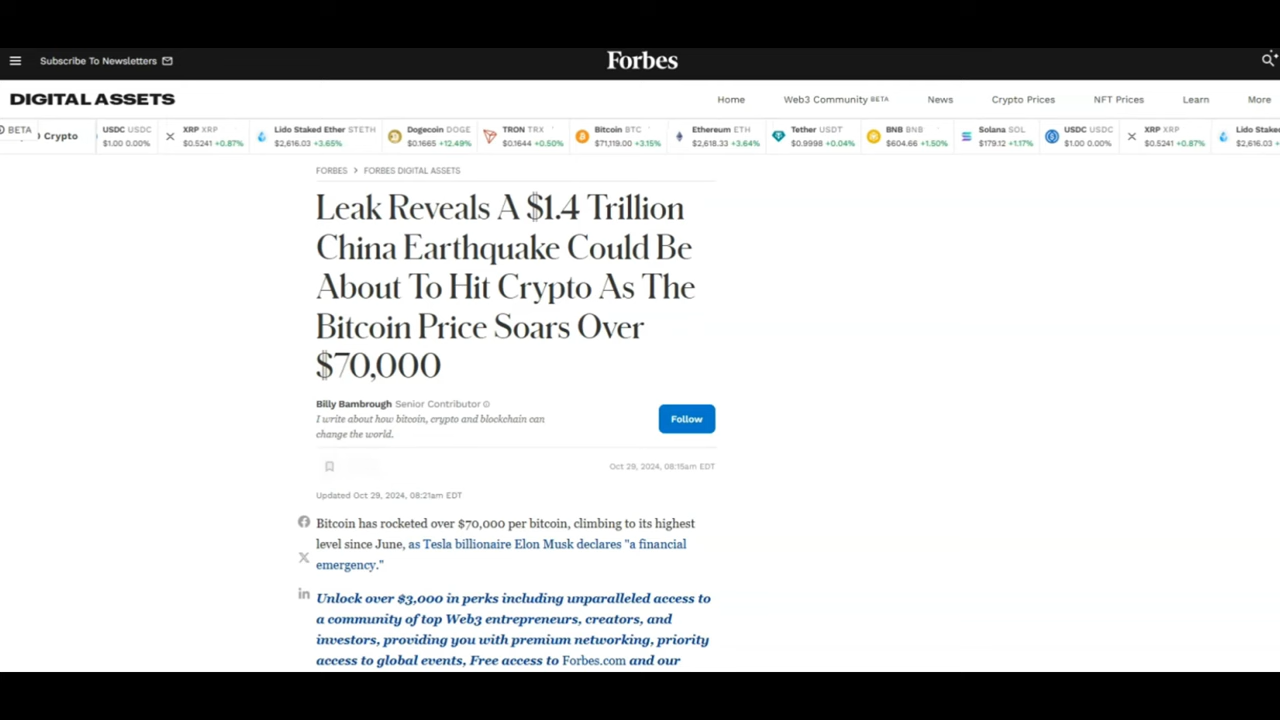 Subscribe To Newsletters
Forbes
DIGITAL ASSETS
Home Web3 Community BETA News Crypto Prices NFT Prices Learn More
BETA
Crypto
USDC USDC
$1.00 0.00%
XRP XRP
$0.5241 +0.87%
Lido Staked Ether STETH
$2,616.03 +3.65%
Dogecoin DOGE
$0.1665 +12.49%
TRON TRX
$0.1644 +0.50%
Bitcoin BTC
$71,119.00 +3.15%
Ethereum ETH
$2,618.33 +3.64%
Tether USDT
$0.9998 +0.04%
BNB BNB
$604.66 +1.50%
Solana SOL
$179.12 +1.17%
USDC USDC
$1.00 0.00%
XRP XRP
$0.5241 +0.87%
Lido Stake
$2,616.03 +
FORBES > FORBES DIGITAL ASSETS
Leak Reveals A $1.4 Trillion
China Earthquake Could Be
About To Hit Crypto As The
Bitcoin Price Soars Over
$70,000
Billy Bambrough Senior Contributor
I write about how bitcoin, crypto and blockchain can
change the world.
Follow
Oct 29, 2024, 08:15am EDT
Updated Oct 29, 2024, 08:21am EDT
Bitcoin has rocketed over $70,000 per bitcoin, climbing to its highest
level since June, as Tesla billionaire Elon Musk declares "a financial
emergency."
Unlock over $3,000 in perks including unparalleled access to
a community of top Web3 entrepreneurs, creators, and
investors, providing you with premium networking, priority
access to global events, Free access to Forbes.com and our